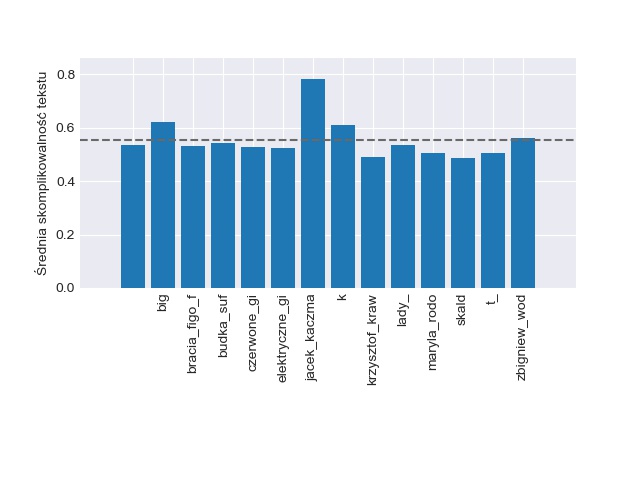 Średnia skomplikowalność tekstu
0.8
0.6
0.4
0.2
0.0
big
bracia_figo_f
budka_suf
czerwone_gi
elektryczne_gi
jacek_kaczma
k
krzysztof_kraw
lady_
maryla_rodo
skald
t_
zbigniew_wod